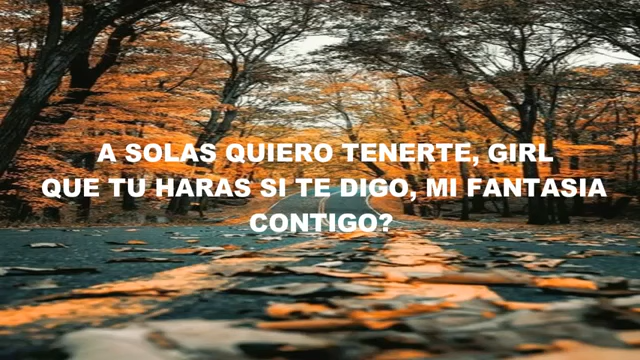 A SOLAS QUIERO TENERTE, GIRL
QUE TU HARAS SI TE DIGO, MI FANTASIA
CONTIGO?